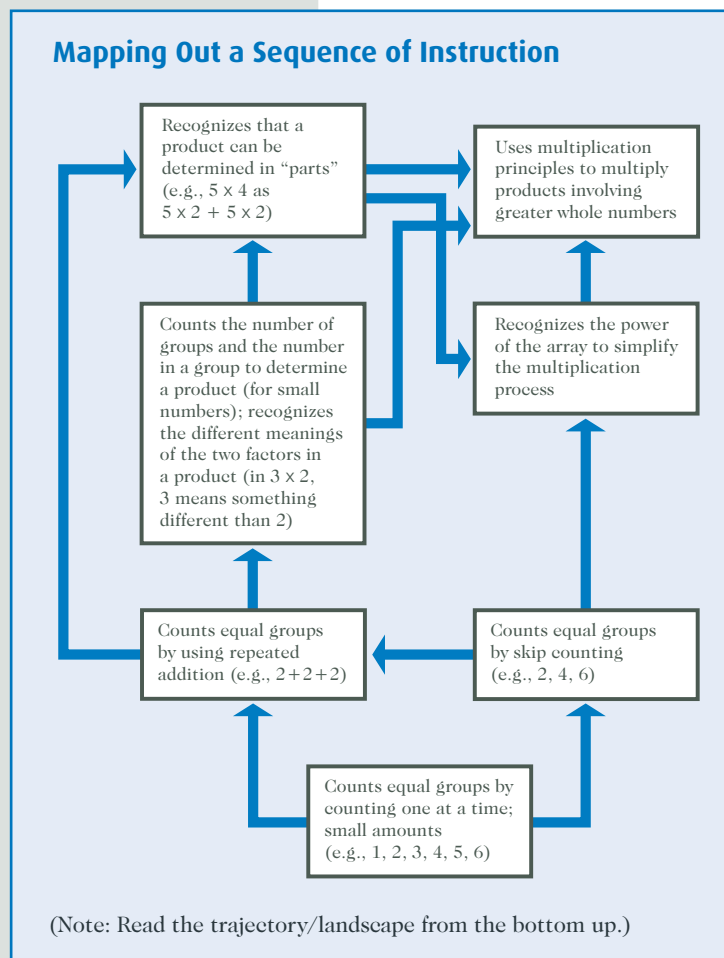 Mapping Out a Sequence of Instruction
Recognizes that a
product can be
determined in “parts”
(e.g., 5 x 4 as
5 x 2 + 5 x 2)
Uses multiplication
principles to multiply
products involving
greater whole numbers
Counts the number of
groups and the number
in a group to determine
a product (for small
numbers); recognizes
the different meanings
of the two factors in
a product (in 3 x 2,
3 means something
different than 2)
Recognizes the power
of the array to simplify
the multiplication
process
Counts equal groups
by using repeated
addition (e.g., 2+2+2)
Counts equal groups
by skip counting
(e.g., 2, 4, 6)
Counts equal groups by
counting one at a time;
small amounts
(e.g., 1, 2, 3, 4, 5, 6)
(Note: Read the trajectory/landscape from the bottom up.)